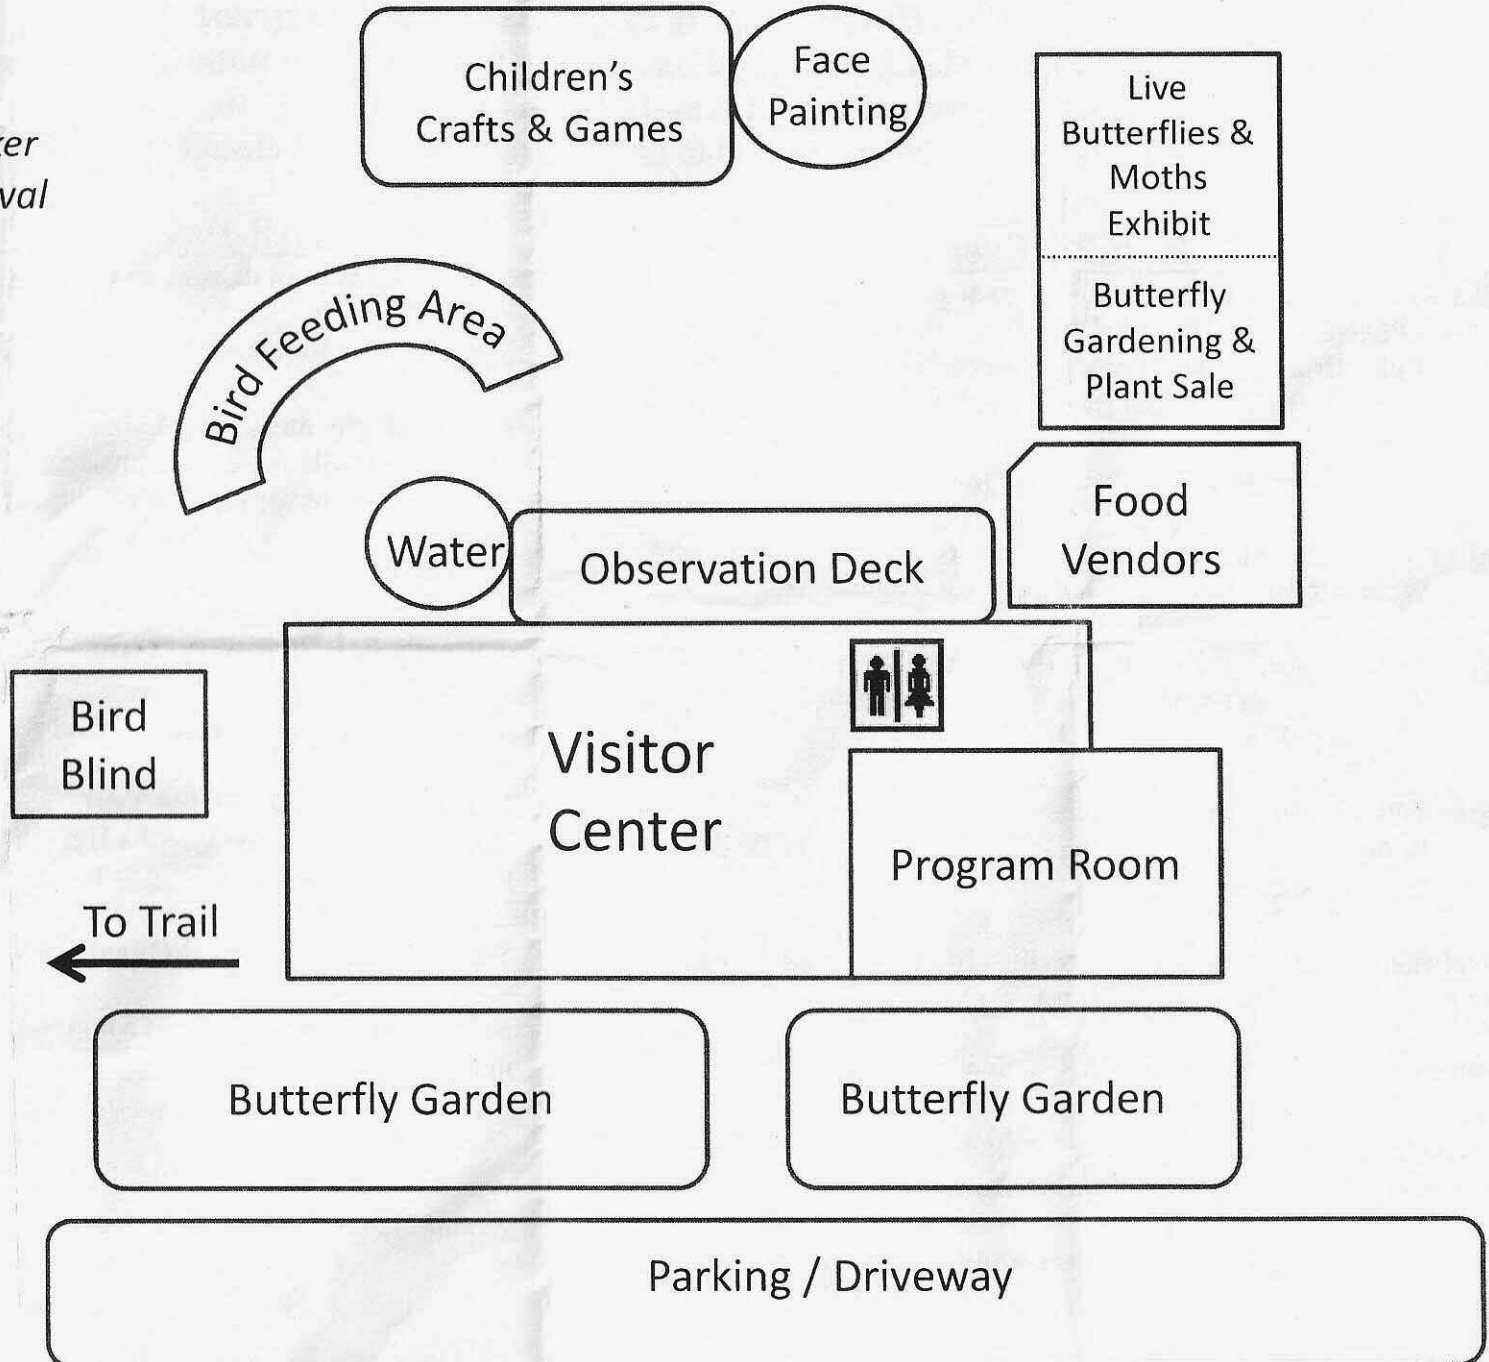 Children's
Crafts & Games
Face
Painting
Live
Butterflies &
Moths
Exhibit
val
Bird Feeding Area
Butterfly
Gardening &
Plant Sale
Food
Vendors
Water
Observation Deck
Bird
Blind
Visitor
Center
Program Room
To Trail
Butterfly Garden
Butterfly Garden
Parking / Driveway